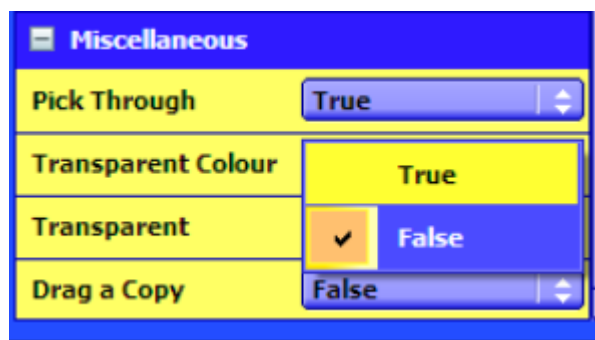 Miscellaneous
Pick Through True
Transparent Colour True
Transparent False
Drag a Copy False